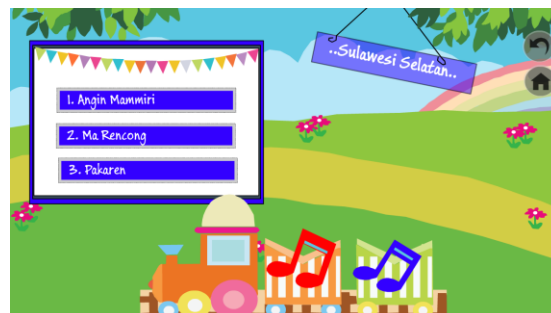 ..Sulawesi Selatan..
1. Angin Mammiri
2. Ma Rencong
3. Pakaren